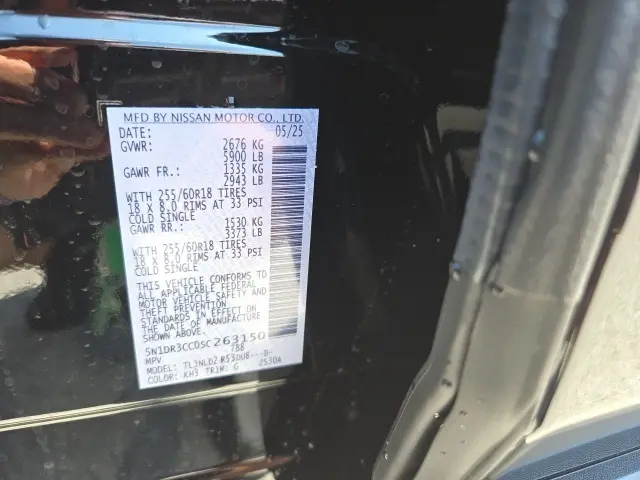 MFD BY NISSAN MOTOR CO., LTD.
DATE: 05/25
GVWR: 2676 KG
5900 LB
GAWR FR.: 1335 KG
2943 LB
WITH 255/60R18 TIRES
18 X 8.0 RIMS AT 33 PSI
COLD SINGLE
GAWR RR.: 1530 KG
3373 LB
WITH 255/60R18 TIRES
18 X 8.0 RIMS AT 33 PSI
COLD SINGLE
THIS VEHICLE CONFORMS TO
ALL APPLICABLE FEDERAL
MOTOR VEHICLE SAFETY AND
THEFT PREVENTION
STANDARDS IN EFFECT ON
THE DATE OF MANUFACTURE
SHOWN ABOVE.
5N1DR3CC0SC263150
MPV 7BB
MODEL:
COLOR: KH3 TRIM: G 2530A